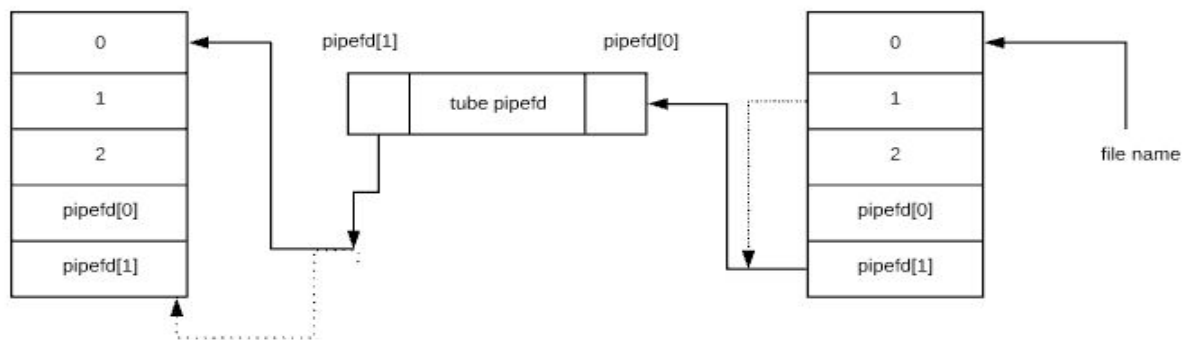 0
1
2
pipefd[0]
pipefd[1]
pipefd[1]
pipefd[0]
tube pipefd
0
1
2
pipefd[0]
pipefd[1]
file name